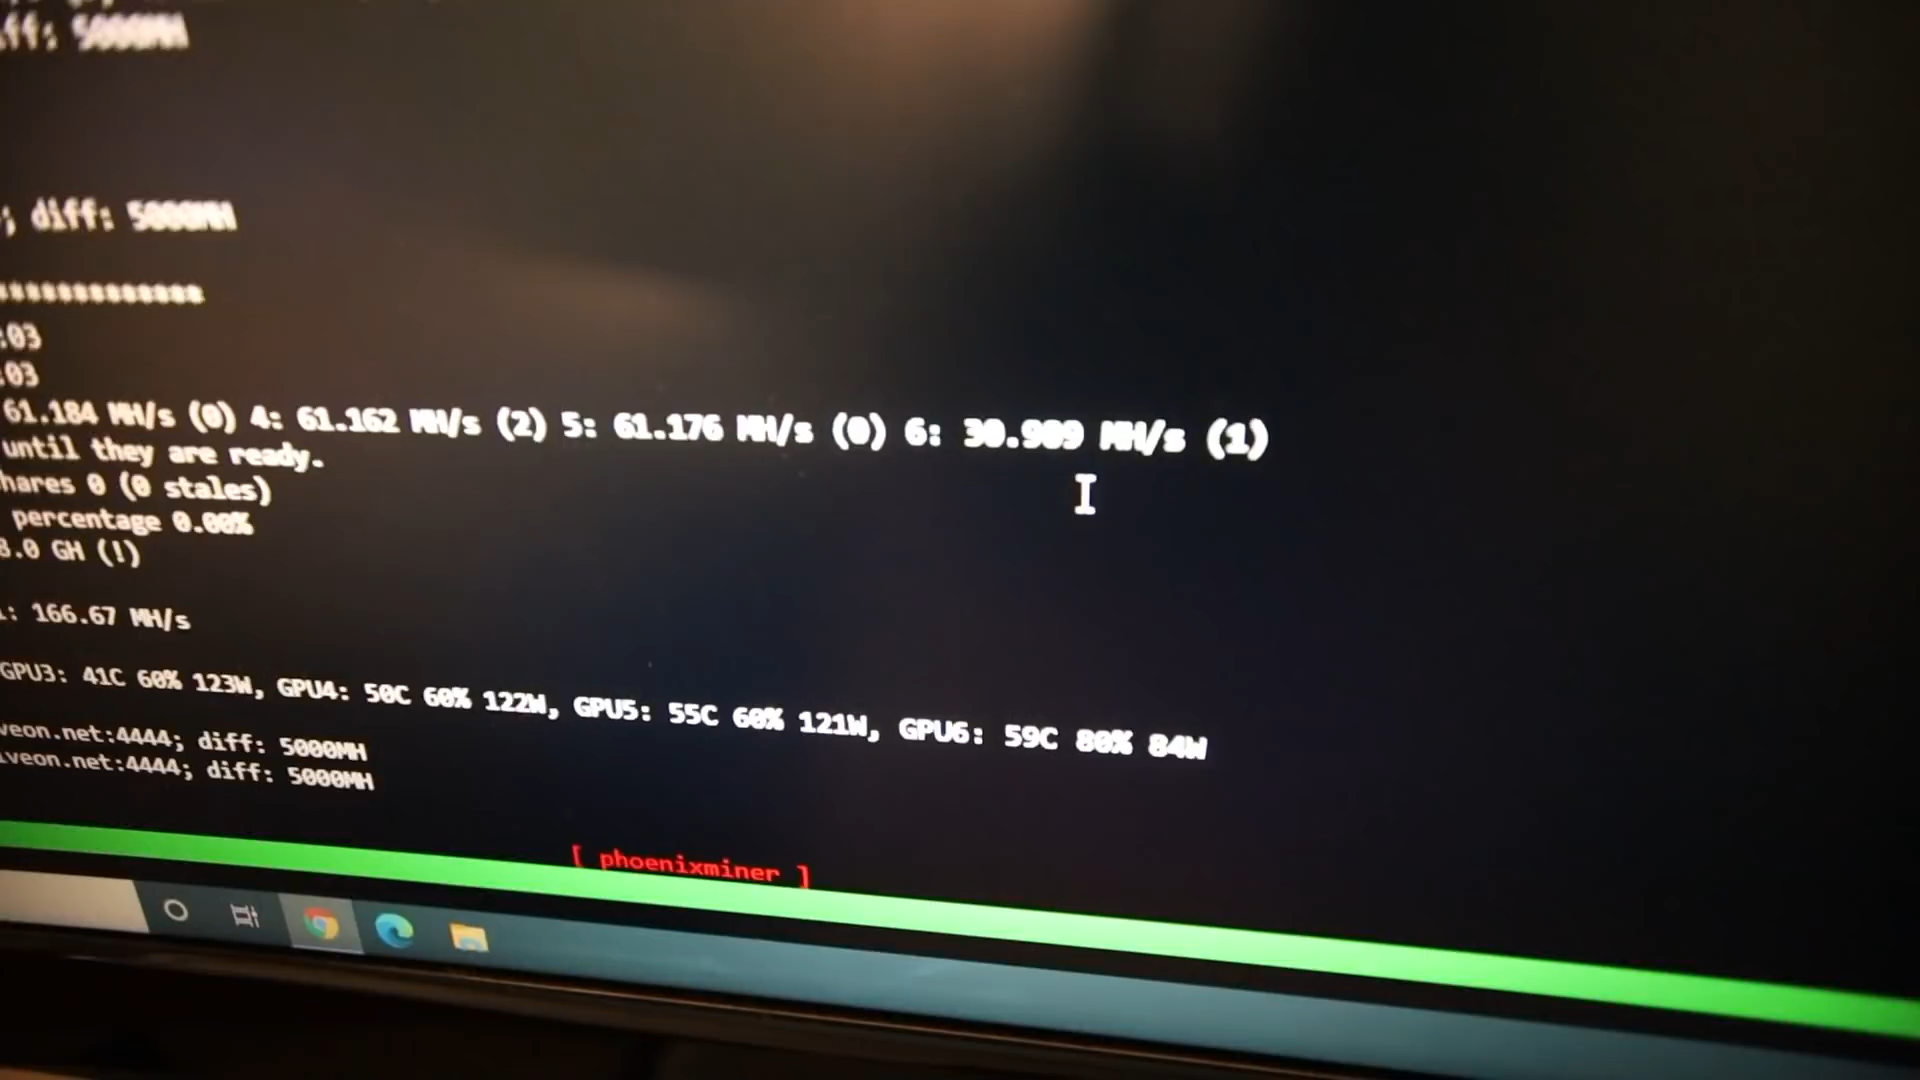 ff; 5000MH
; diff: 5000MH
**************
:03
:03
61.184 MH/s (0) 4: 61.162 MH/s (2) 5: 61.176 MH/s (0) 6: 30.909 MH/s (1)
until they are ready.
hares 0 (0 stales)
percentage 0.00%
8.0 GH (!)
: 166.67 MH/s
GPU3: 41C 60% 123W, GPU4: 50C 60% 122W, GPU5: 55C 60% 121W, GPU6: 59C 80% 84W
veon.net:4444; diff: 5000MH
iveon.net:4444; diff: 5000MH
[ phoenixminer ]